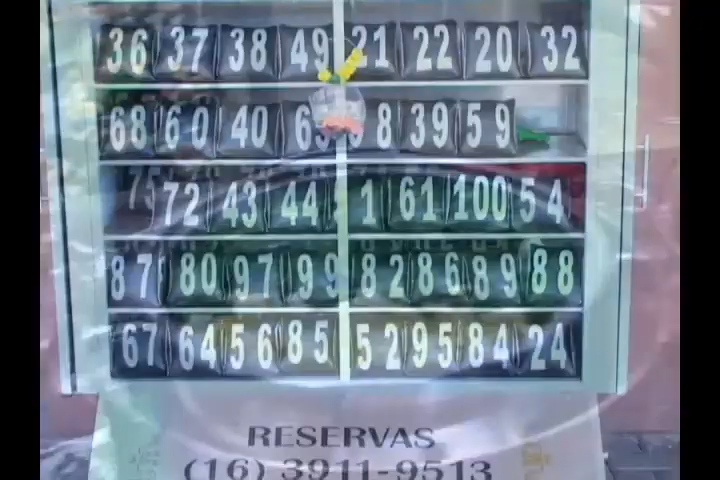 36 37 38 49 21 22 20 32
68 60 40 39 59
75 72 43 44 1 61 100 54
87 80 97 99 82 86 89 88
67 64 56 85 52 95 84 24
RESERVAS
(16) 3911-9513